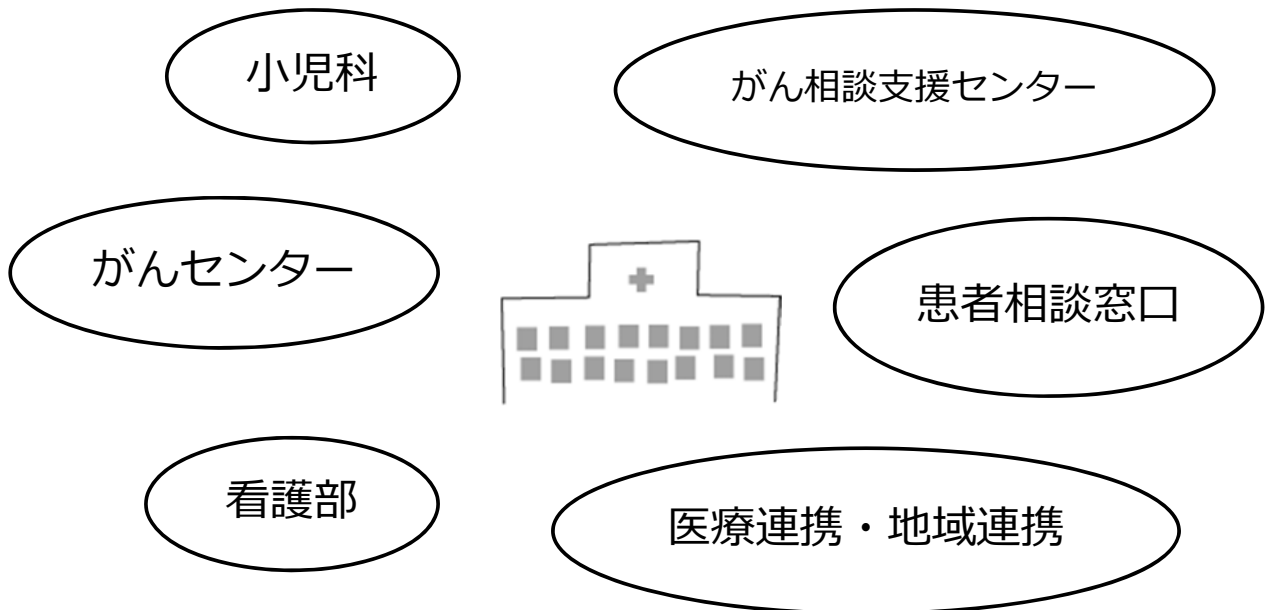 小児科
がん相談支援センター
がんセンター
患者相談窓口
看護部
医療連携・地域連携